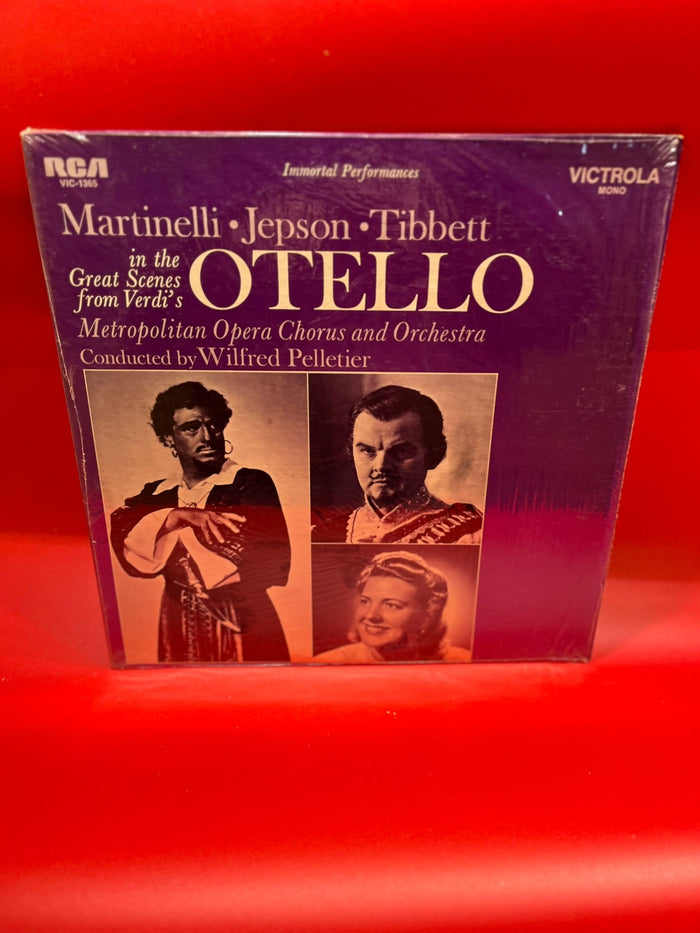 RCA
VIC-1365
Immortal Performances
VICTROLA
MONO
Martinelli • Jepson • Tibbett
in the
Great Scenes
from Verdi's
OTELLO
Metropolitan Opera Chorus and Orchestra
Conducted by Wilfred Pelletier